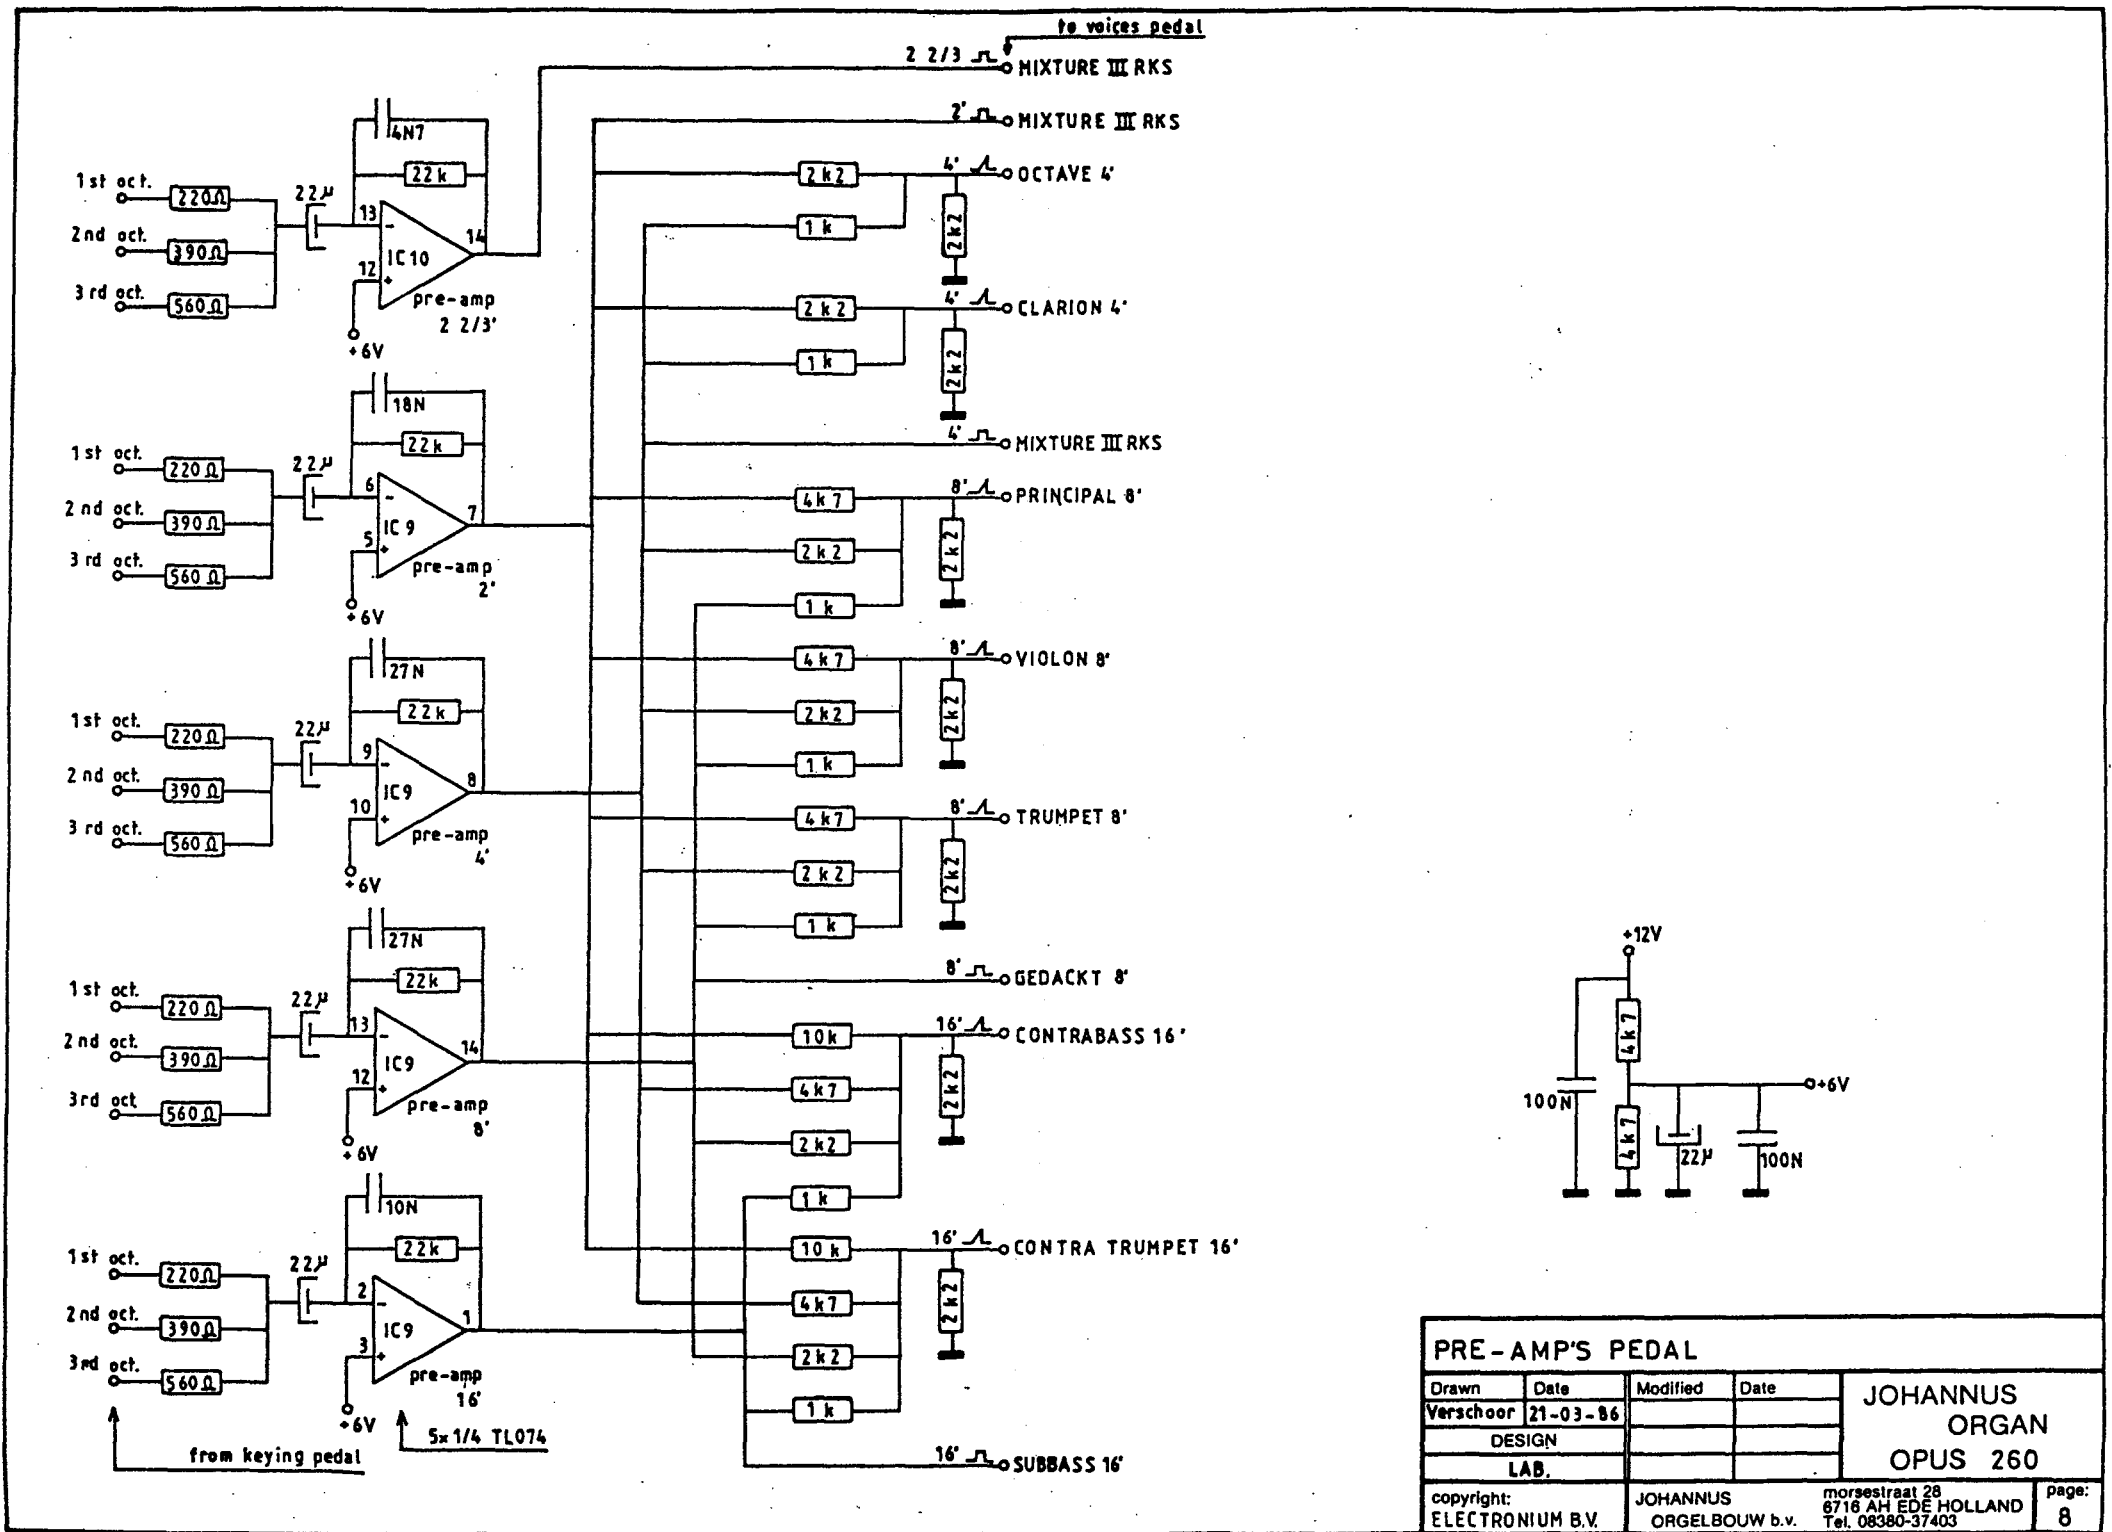 to voices pedal
2 2/3 MIXTURE III RKS
2' MIXTURE III RKS
4N7
22k
1st oct.
220Ω
22µ
2nd oct.
390Ω
3rd oct.
560Ω
13
-
14
IC10
12
+
pre-amp
2 2/3'
+6V
2k2
4'
OCTAVE 4'
1k
2k2
2k2
4'
CLARION 4'
1k
2k2
18N
22k
1st oct.
220Ω
22µ
2nd oct.
390Ω
3rd oct.
560Ω
6
-
7
IC9
5
+
pre-amp
2'
+6V
4' MIXTURE III RKS
4k7
8'
PRINCIPAL 8'
2k2
1k
2k2
27N
22k
1st oct.
220Ω
22µ
2nd oct.
390Ω
3rd oct.
560Ω
9
-
8
IC9
10
+
pre-amp
4'
+6V
4k7
8'
VIOLON 8'
2k2
1k
2k2
4k7
8'
TRUMPET 8'
2k2
1k
2k2
27N
22k
1st oct.
220Ω
22µ
2nd oct.
390Ω
3rd oct
560Ω
13
-
14
IC9
12
+
pre-amp
8'
+6V
8' GEDACKT 8'
10k
16'
CONTRABASS 16'
4k7
2k2
1k
2k2
10N
22k
1st oct.
220Ω
22µ
2nd oct.
390Ω
3rd oct.
560Ω
2
-
1
IC9
3
+
pre-amp
16'
+6V
10k
16'
CONTRA TRUMPET 16'
4k7
2k2
1k
2k2
16' SUBBASS 16'
from keying pedal
5x 1/4 TL074
+12V
4k7
+6V
100N
4k7
22µ
100N
PRE-AMP'S PEDAL
Drawn Date Modified Date
Verschoor 21-03-86
DESIGN
LAB.
JOHANNUS
ORGAN
OPUS 260
copyright:
ELECTRONIUM B.V.
JOHANNUS
ORGELBOUW b.v.
morsestraat 28
6716 AH EDE HOLLAND
Tel. 08380-37403
page:
8